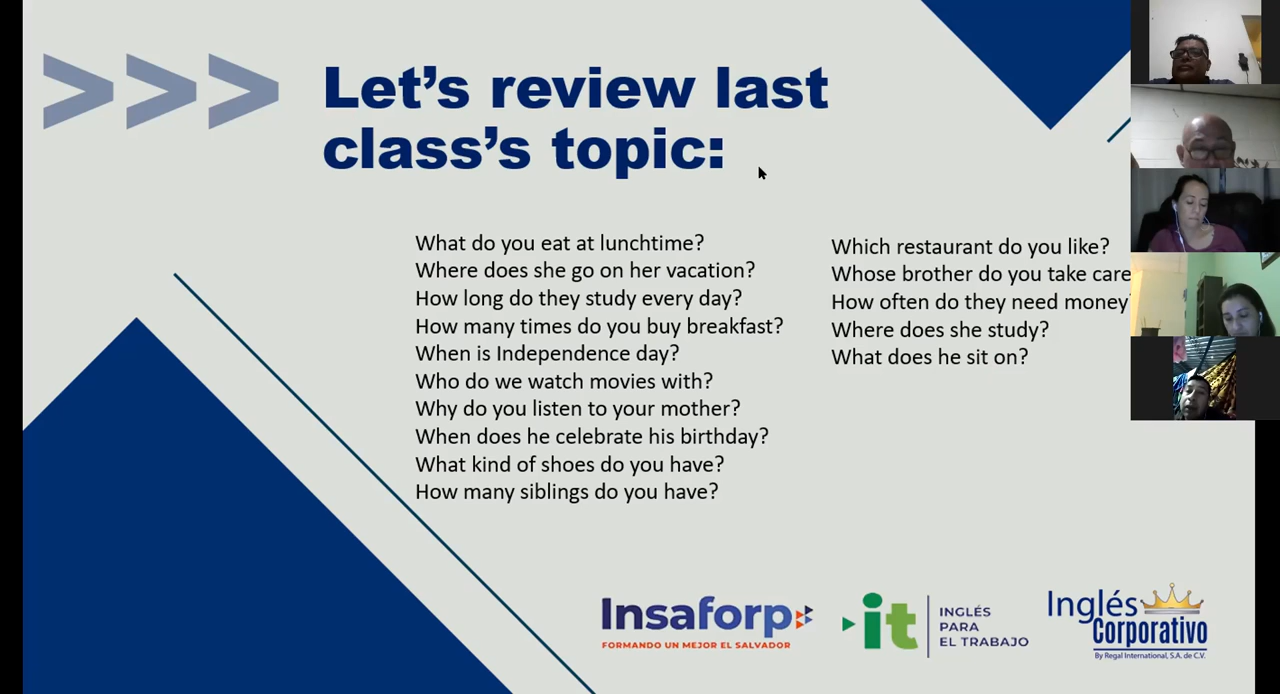 Let's review last
class's topic:
What do you eat at lunchtime?
Where does she go on her vacation?
How long do they study every day?
How many times do you buy breakfast?
When is Independence day?
Who do we watch movies with?
Why do you listen to your mother?
When does he celebrate his birthday?
What kind of shoes do you have?
How many siblings do you have?
Which restaurant do you like?
Whose brother do you take care
How often do they need money?
Where does she study?
What does he sit on?
Insaforp
FORMANDO UN MEJOR EL SALVADOR
it
INGLÉS
PARA
EL TRABAJO
Inglés
Corporativo
By Regal International, S.A. de C.V.